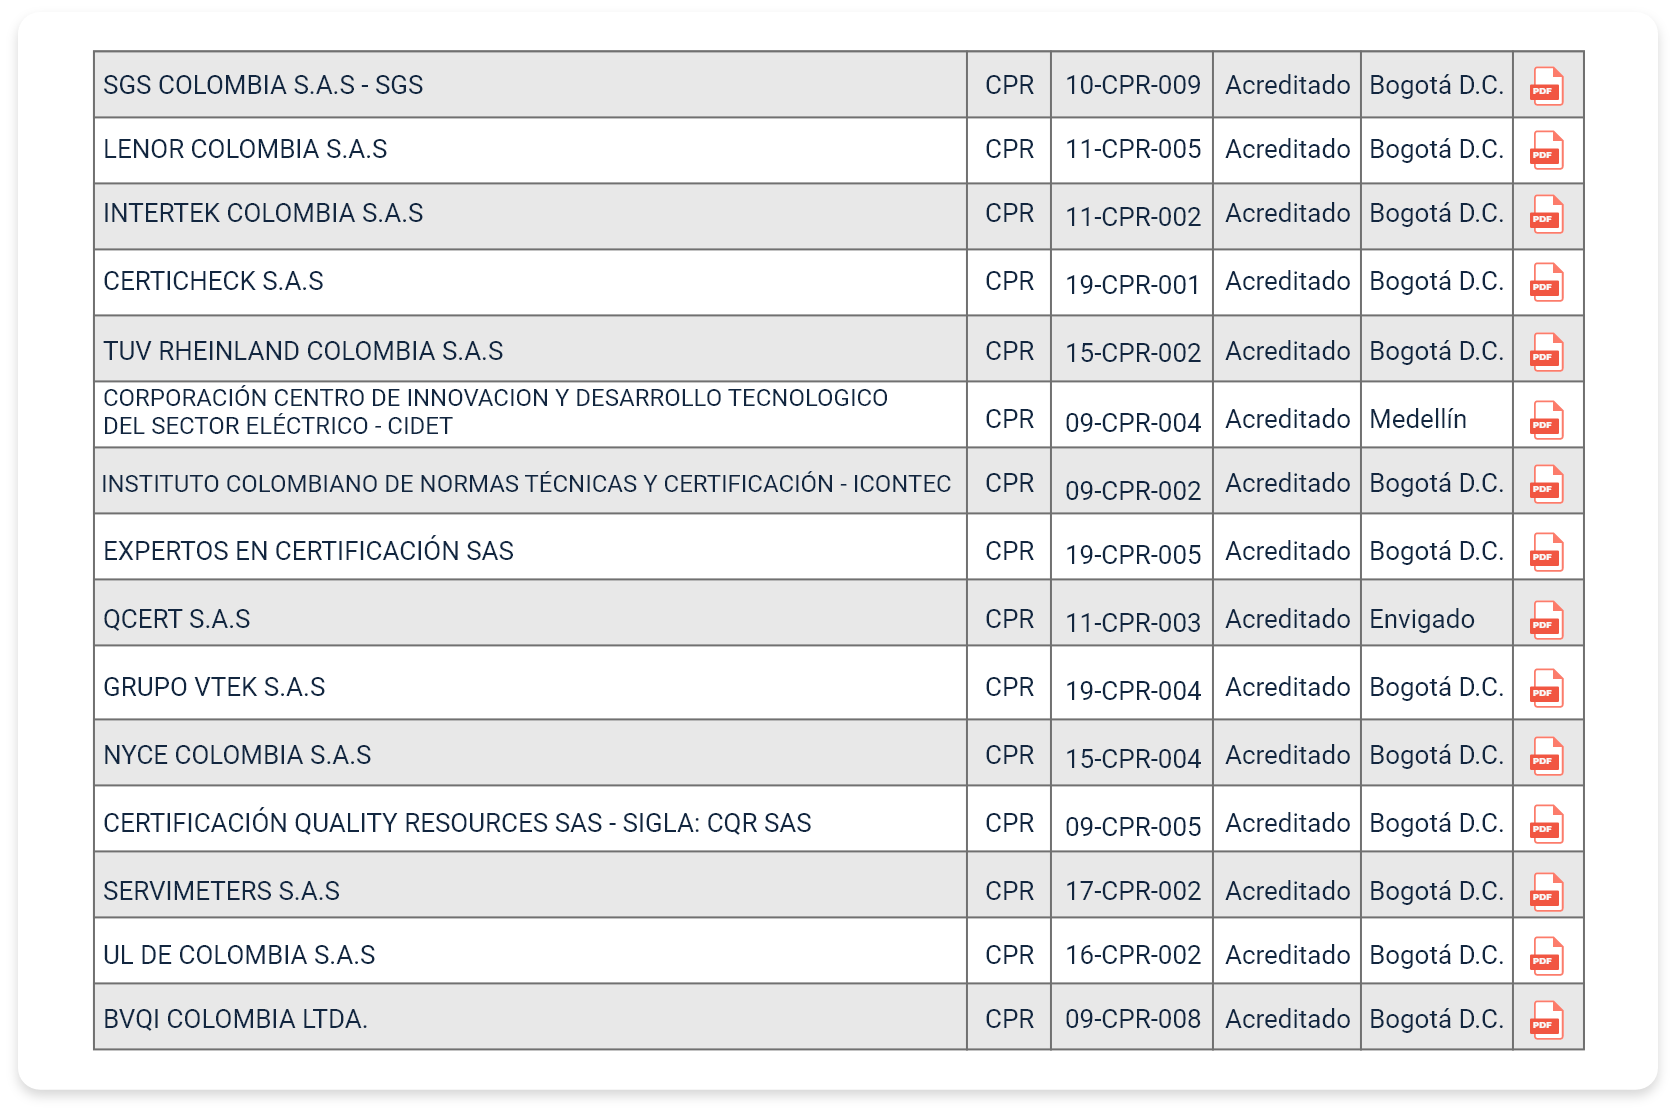 SGS COLOMBIA S.A.S - SGS CPR 10-CPR-009 Acreditado Bogotá D.C. PDF
LENOR COLOMBIA S.A.S CPR 11-CPR-005 Acreditado Bogotá D.C. PDF
INTERTEK COLOMBIA S.A.S CPR 11-CPR-002 Acreditado Bogotá D.C. PDF
CERTICHECK S.A.S CPR 19-CPR-001 Acreditado Bogotá D.C. PDF
TUV RHEINLAND COLOMBIA S.A.S CPR 15-CPR-002 Acreditado Bogotá D.C. PDF
CORPORACIÓN CENTRO DE INNOVACION Y DESARROLLO TECNOLOGICO
DEL SECTOR ELÉCTRICO - CIDET CPR 09-CPR-004 Acreditado Medellín PDF
INSTITUTO COLOMBIANO DE NORMAS TÉCNICAS Y CERTIFICACIÓN - ICONTEC CPR 09-CPR-002 Acreditado Bogotá D.C. PDF
EXPERTOS EN CERTIFICACIÓN SAS CPR 19-CPR-005 Acreditado Bogotá D.C. PDF
QCERT S.A.S CPR 11-CPR-003 Acreditado Envigado PDF
GRUPO VTEK S.A.S CPR 19-CPR-004 Acreditado Bogotá D.C. PDF
NYCE COLOMBIA S.A.S CPR 15-CPR-004 Acreditado Bogotá D.C. PDF
CERTIFICACIÓN QUALITY RESOURCES SAS - SIGLA: CQR SAS CPR 09-CPR-005 Acreditado Bogotá D.C. PDF
SERVIMETERS S.A.S CPR 17-CPR-002 Acreditado Bogotá D.C. PDF
UL DE COLOMBIA S.A.S CPR 16-CPR-002 Acreditado Bogotá D.C. PDF
BVQI COLOMBIA LTDA. CPR 09-CPR-008 Acreditado Bogotá D.C. PDF